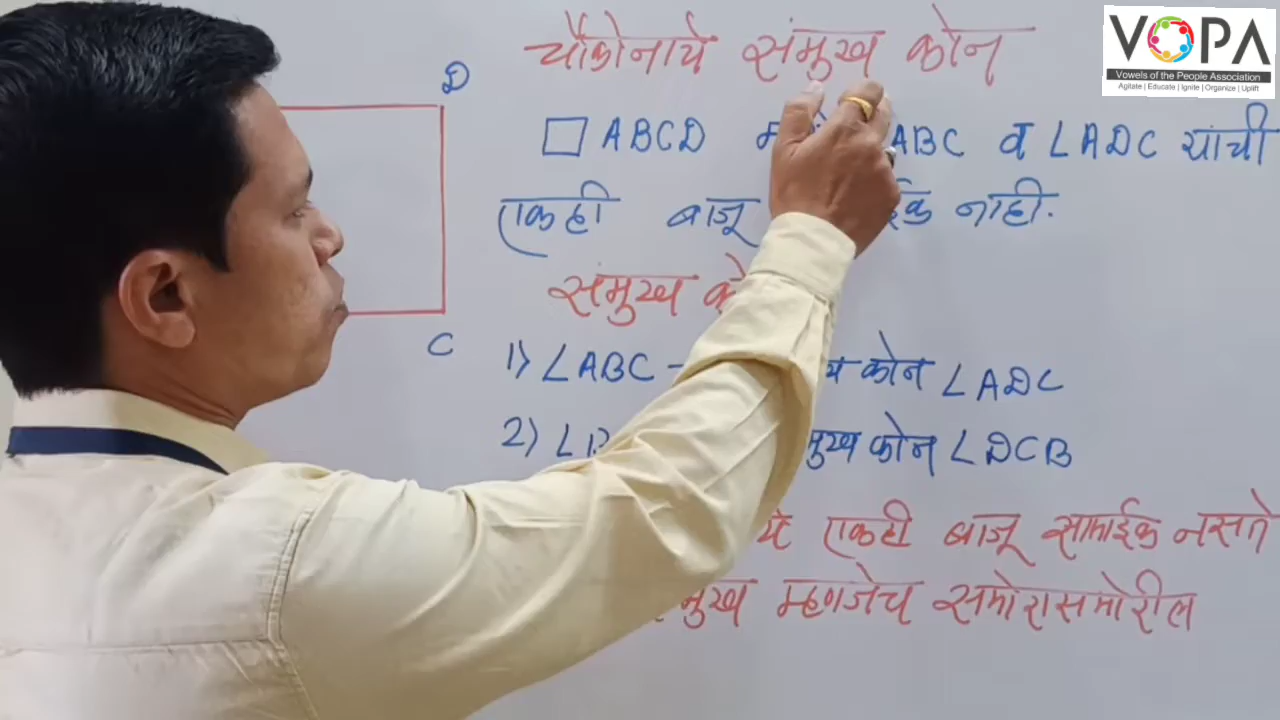 चौकोनाचे संमुख कोन
VOPA
Vowels of the People Association
Agitate | Educate | Ignite | Organize | Uplift
D
□ ABCD ABC व ∠ADC यांची
एकही बाजू नाही.
संमुख
C
1) ∠ABC - कोन ∠ADC
2) कोन ∠DCB
एकही बाजू सामाईक नसते
म्हणजेच समोरासमोरील